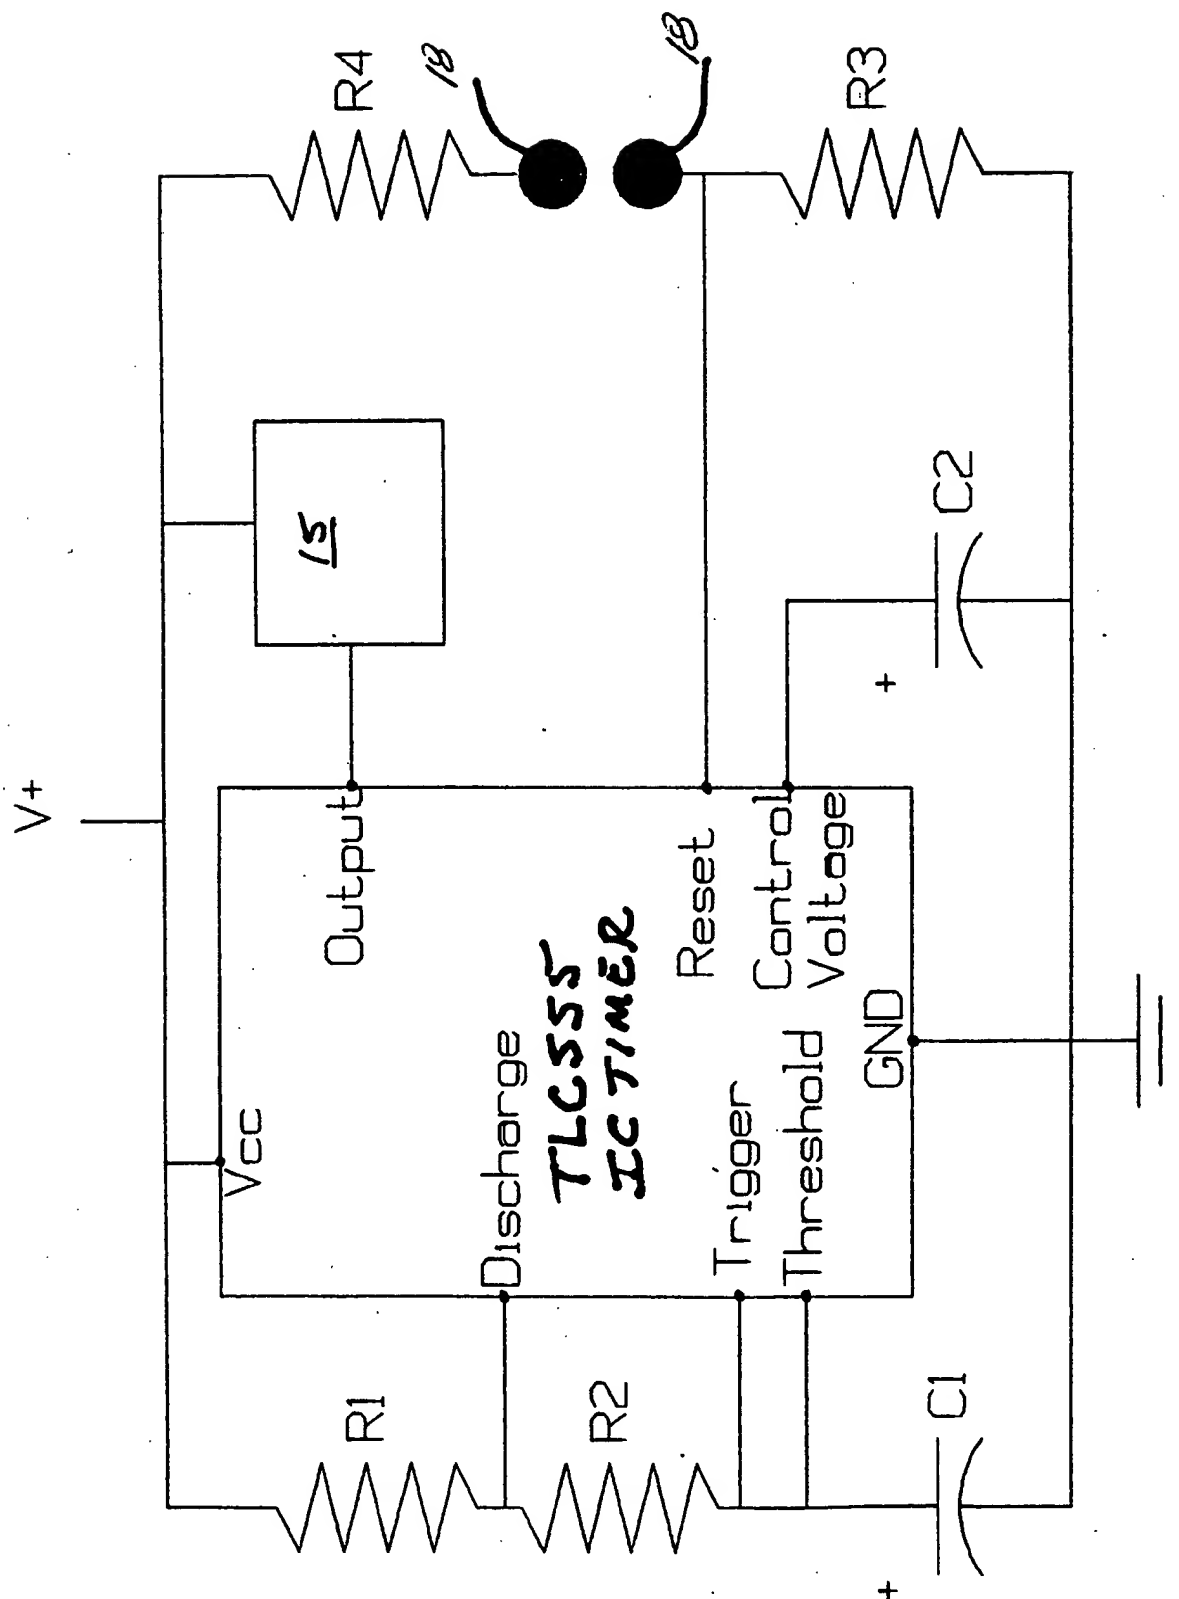 V+
R1
R2
C1
+
Vcc
Discharge
Trigger
Threshold
GND
TLC555
IC TIMER
Output
Reset
Control
Voltage
15
C2
+
R4
18
18
R3